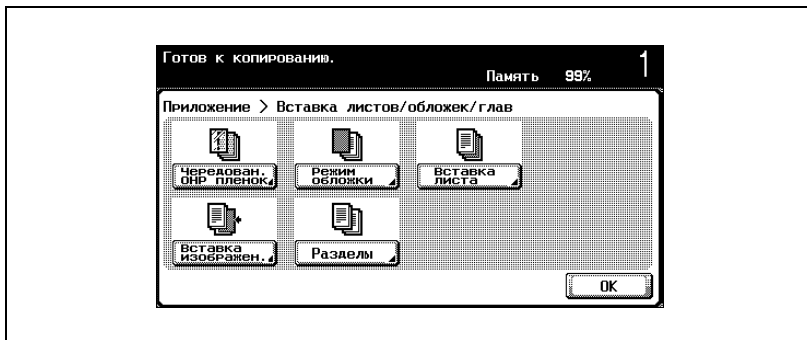 Готов к копированию.
Память 99% 1
Приложение > Вставка листов/обложек/глав
Чередован.
OHP пленок
Режим
обложки
Вставка
листа
Вставка
изображен.
Разделы
OK